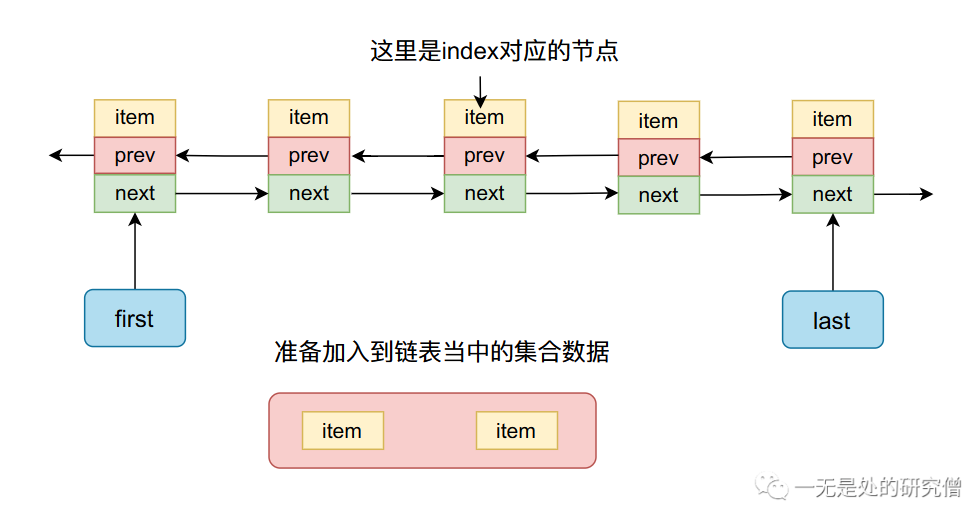 这里是index对应的节点
item item item item item
prev prev prev prev prev
next next next next next
first last
准备加入到链表当中的集合数据
item item
一无是处的研究僧